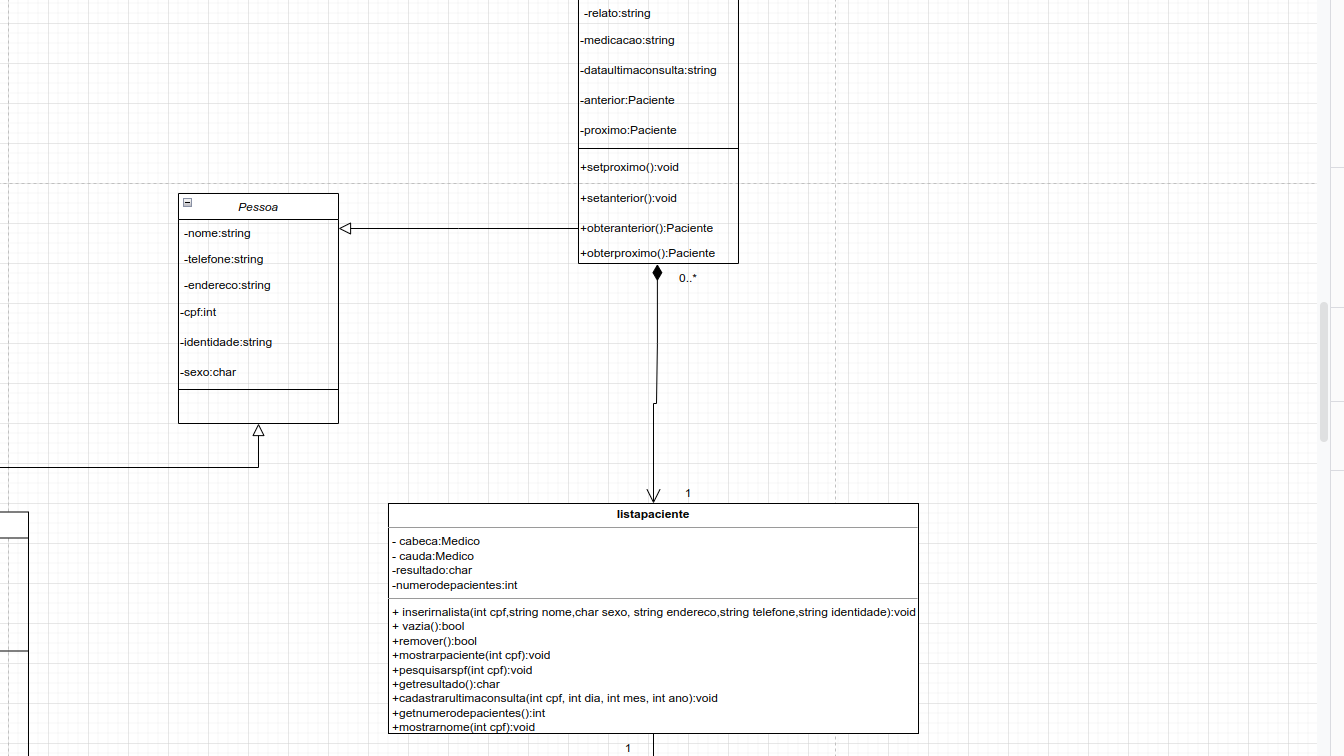 -relato:string
-medicacao:string
-dataultimaconsulta:string
-anterior:Paciente
-proximo:Paciente
+setproximo():void
+setanterior():void
+obteranterior():Paciente
+obterproximo():Paciente
0..*
Pessoa
-nome:string
-telefone:string
-endereco:string
-cpf:int
-identidade:string
-sexo:char
1
listapaciente
- cabeca:Medico
- cauda:Medico
-resultado:char
-numerodepacientes:int
+ inserirnalista(int cpf,string nome,char sexo, string endereco,string telefone,string identidade):void
+ vazia():bool
+remover():bool
+mostrarpaciente(int cpf):void
+pesquisarspf(int cpf):void
+getresultado():char
+cadastrarultimaconsulta(int cpf, int dia, int mes, int ano):void
+getnumerodepacientes():int
+mostrarnome(int cpf):void
1